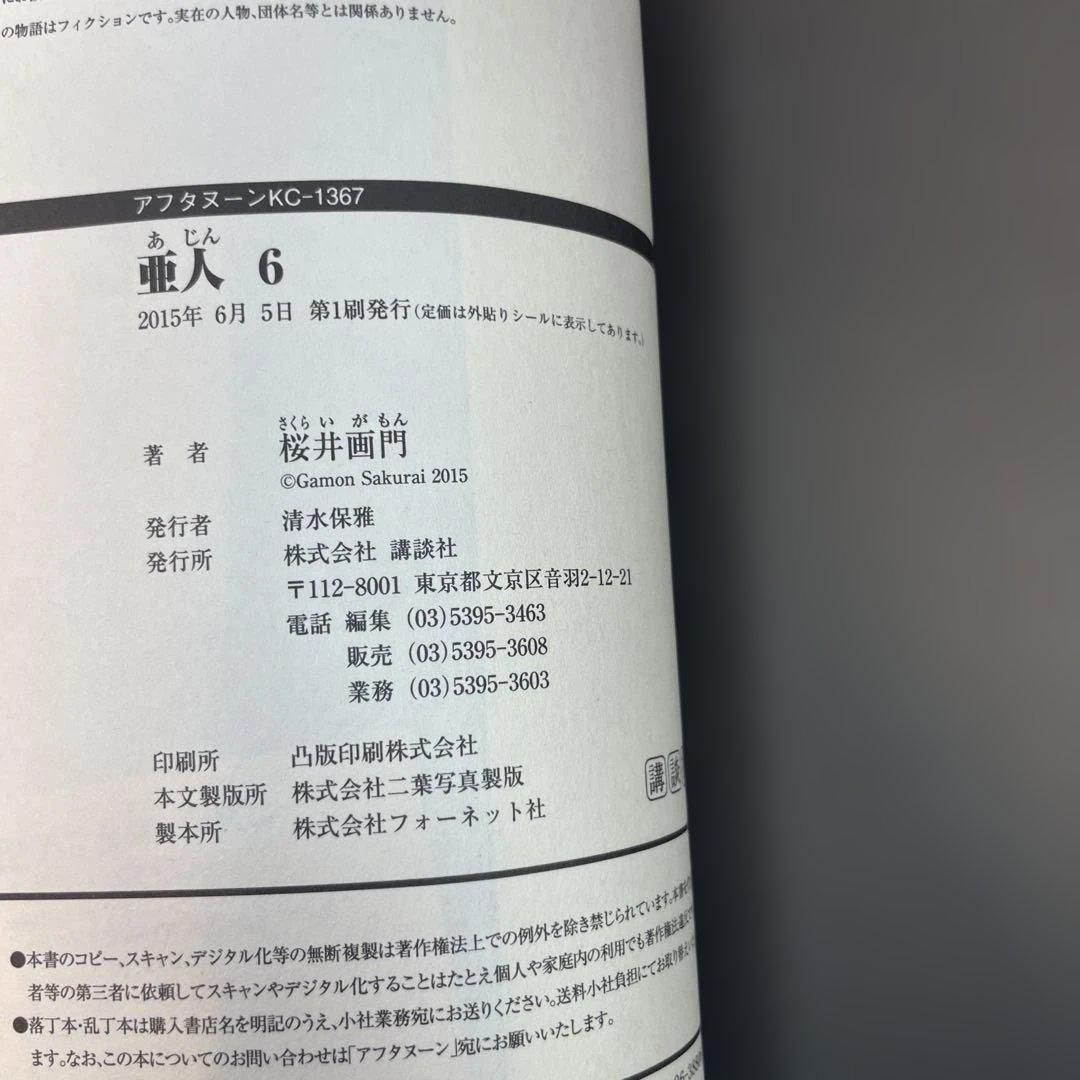 の物語はフィクションです。実在の人物、団体名等とは関係ありません。
アフタヌーンKC-1367
あ じん
亜人 6
2015年 6月 5日 第1刷発行(定価は外貼りシールに表示してあります。)
さくら い が もん
著 者 桜井画門
©Gamon Sakurai 2015
発行者 清水保雅
発行所 株式会社 講談社
〒112-8001 東京都文京区音羽2-12-21
電話 編集 (03)5395-3463
販売 (03)5395-3608
業務 (03)5395-3603
印刷所 凸版印刷株式会社
本文製版所 株式会社二葉写真製版
製本所 株式会社フォーネット社
講談
●本書のコピー、スキャン、デジタル化等の無断複製は著作権法上での例外を除き禁じられています。本書を
者等の第三者に依頼してスキャンやデジタル化することはたとえ個人や家庭内の利用でも著作権法違反で
●落丁本・乱丁本は購入書店名を明記のうえ、小社業務宛にお送りください。送料小社負担にてお取り替えい
ます。なお、この本についてのお問い合わせは「アフタヌーン」宛にお願いいたします。